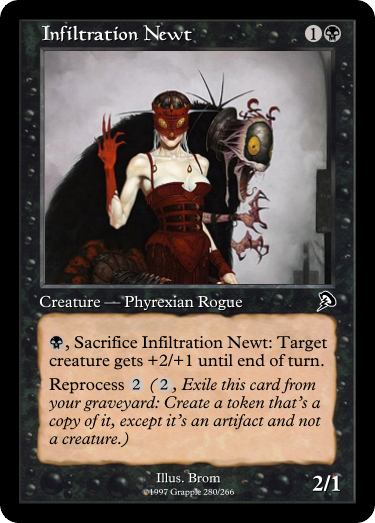 Infiltration Newt 1
Creature — Phyrexian Rogue
, Sacrifice Infiltration Newt: Target
creature gets +2/+1 until end of turn.
Reprocess 2 (2, Exile this card from
your graveyard: Create a token that's a
copy of it, except it's an artifact and not
a creature.)
Illus. Brom
©1997 Grapple 280/266
2/1